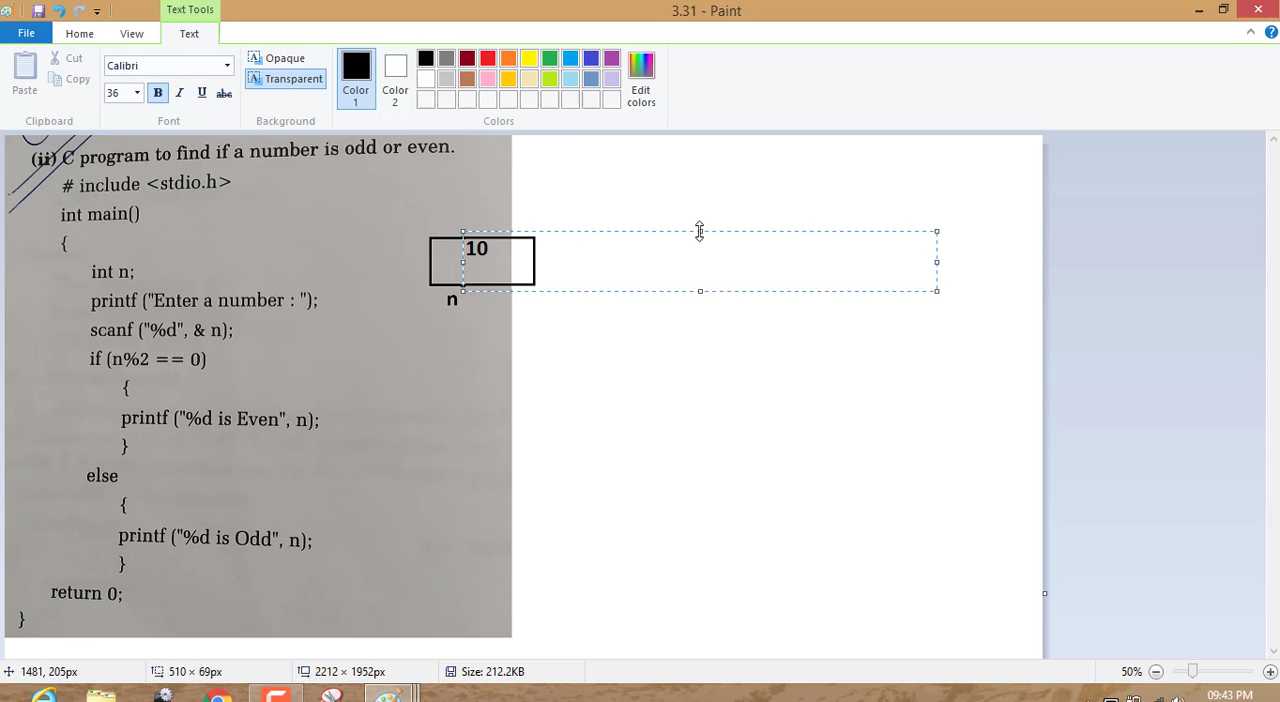 Text Tools
3.31 - Paint
File
Home
View
Text
Paste
Cut
Copy
Clipboard
Calibri
36
B
I
U
abc
Font
Opaque
Transparent
Background
Color 1
Color 2
Edit colors
Colors
(ii) C program to find if a number is odd or even.
# include <stdio.h>
int main()
{
int n;
printf ("Enter a number : ");
scanf ("%d", & n);
if (n%2 == 0)
{
printf ("%d is Even", n);
}
else
{
printf ("%d is Odd", n);
}
return 0;
}
10
n
1481, 205px
510 × 69px
2212 × 1952px
Size: 212.2KB
50%
09:43 PM